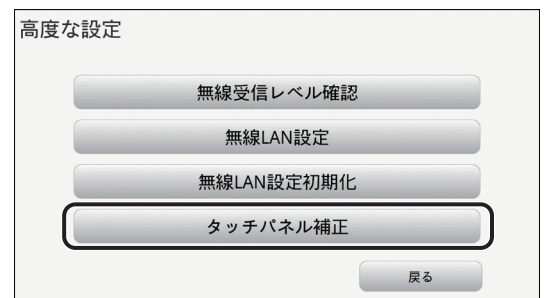 高度な設定
無線受信レベル確認
無線LAN設定
無線LAN設定初期化
タッチパネル補正
戻る